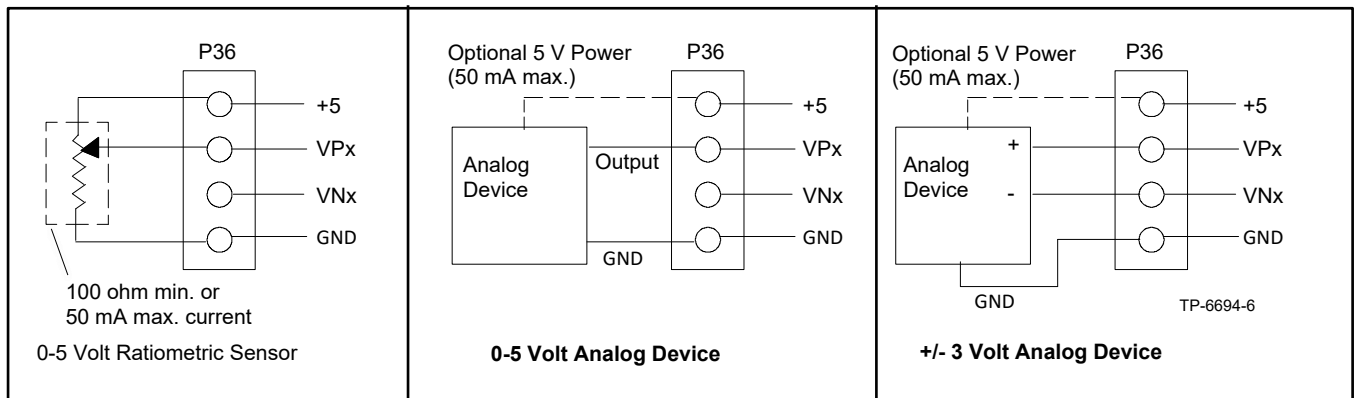 P36
+5
VPx
VNx
GND
100 ohm min. or
50 mA max. current
0-5 Volt Ratiometric Sensor
Optional 5 V Power
(50 mA max.)
P36
Analog
Device
Output
GND
+5
VPx
VNx
GND
0-5 Volt Analog Device
Optional 5 V Power
(50 mA max.)
P36
Analog
Device
+
-
GND
+5
VPx
VNx
GND
TP-6694-6
+/- 3 Volt Analog Device